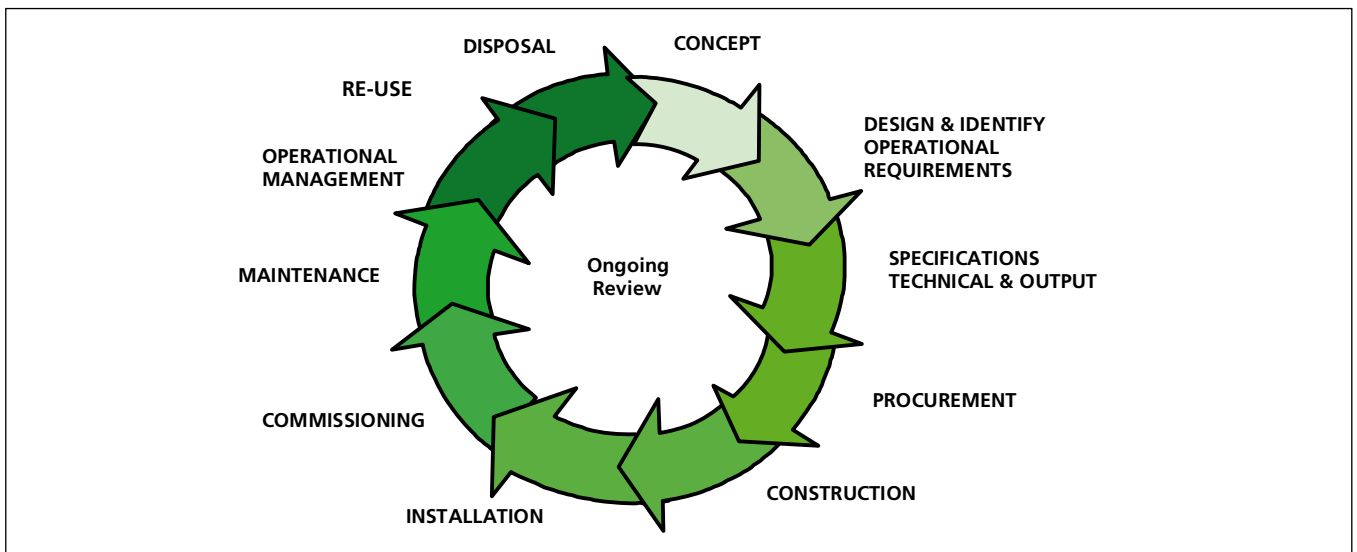 CONCEPT
DESIGN & IDENTIFY
OPERATIONAL
REQUIREMENTS
SPECIFICATIONS
TECHNICAL & OUTPUT
PROCUREMENT
CONSTRUCTION
INSTALLATION
COMMISSIONING
MAINTENANCE
OPERATIONAL
MANAGEMENT
RE-USE
DISPOSAL
Ongoing
Review